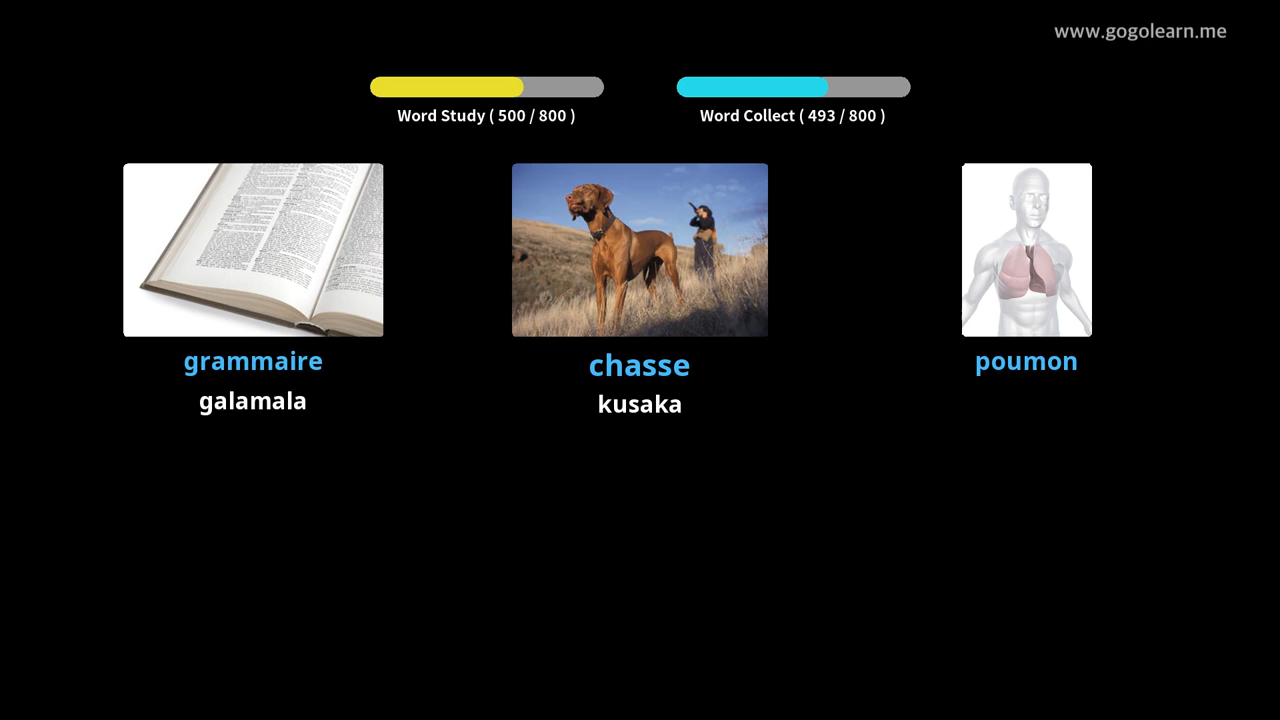 www.gogolearn.me
Word Study ( 500 / 800 )
Word Collect ( 493 / 800 )
grammaire
galamala
chasse
kusaka
poumon